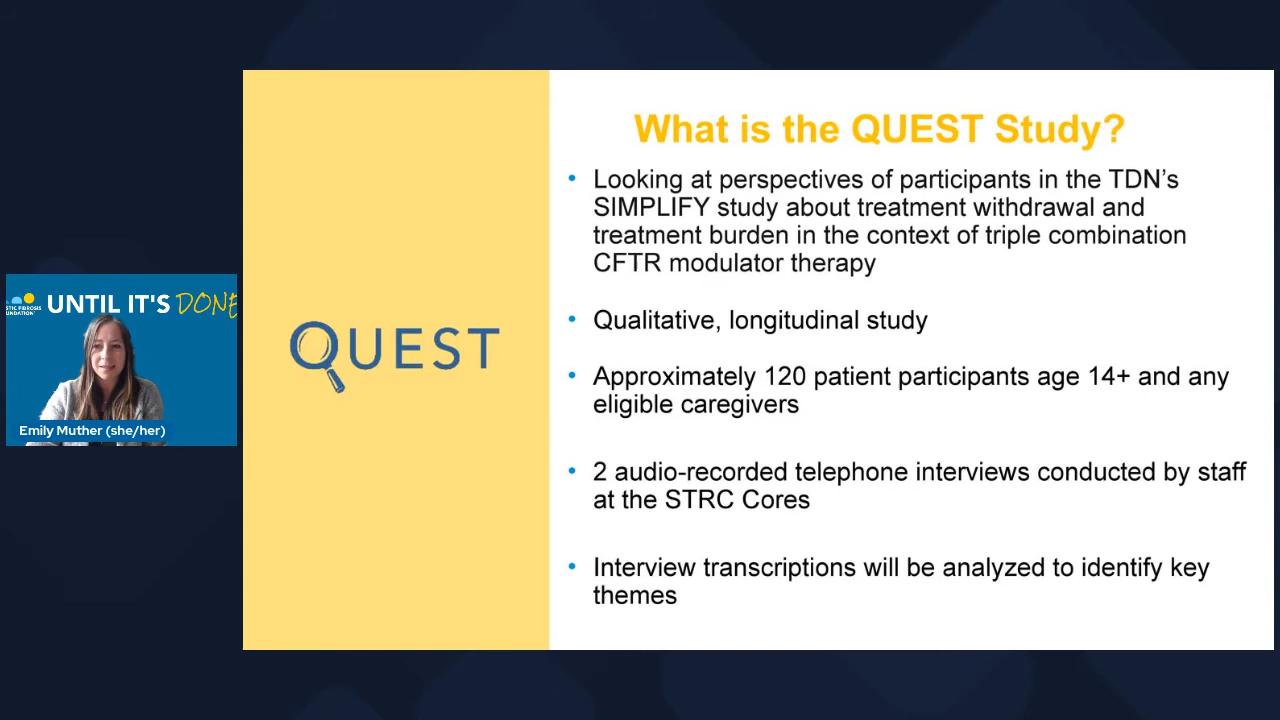 What is the QUEST Study?
• Looking at perspectives of participants in the TDN's
SIMPLIFY study about treatment withdrawal and
treatment burden in the context of triple combination
CFTR modulator therapy
• Qualitative, longitudinal study
• Approximately 120 patient participants age 14+ and any
eligible caregivers
• 2 audio-recorded telephone interviews conducted by staff
at the STRC Cores
• Interview transcriptions will be analyzed to identify key
themes
QUEST
UNTIL IT'S DONE
Emily Muther (she/her)